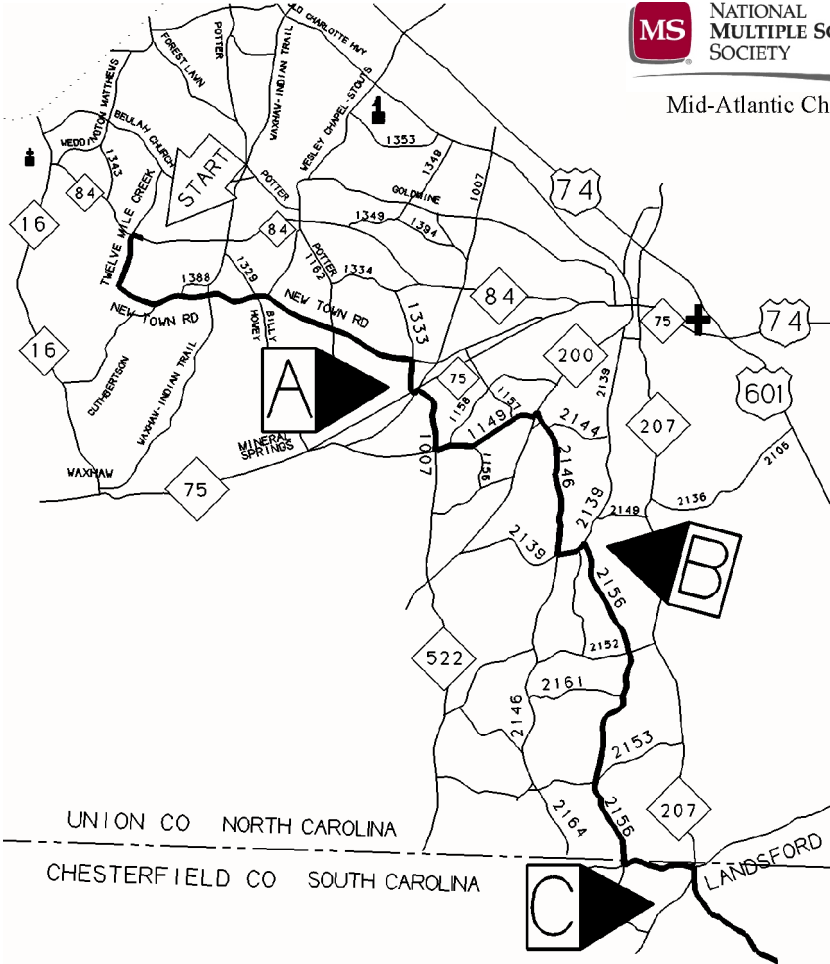 MS
NATIONAL
MULTIPLE SC
SOCIETY
Mid-Atlantic Ch
OLD CHARLOTTE HWY
POTTER
FOREST LAWN
WAXHAW-INDIAN TRAIL
WESLEY CHAPEL-STOUTS
BEULAH CHURCH
1343
84
START
POTTER
1353
1349
1007
GOLDMINE
74
16
TWELVE MILE CREEK
84
1349
1394
POTTER
1162
1334
1388
1329
NEW TOWN RD
NEW TOWN RD
BILLY
HOWEY
1333
84
75
74
16
CUTHBERTSON
WAXHAW-INDIAN TRAIL
A
75
200
2139
601
1158
1157
1149
2144
207
MINERAL
SPRINGS
1007
1156
2146
2139
2105
WAXHAW
75
2136
2149
2139
B
2156
522
2152
2161
2146
2153
2164
2156
207
UNION CO NORTH CAROLINA
CHESTERFIELD CO SOUTH CAROLINA
LANDSFORD
C